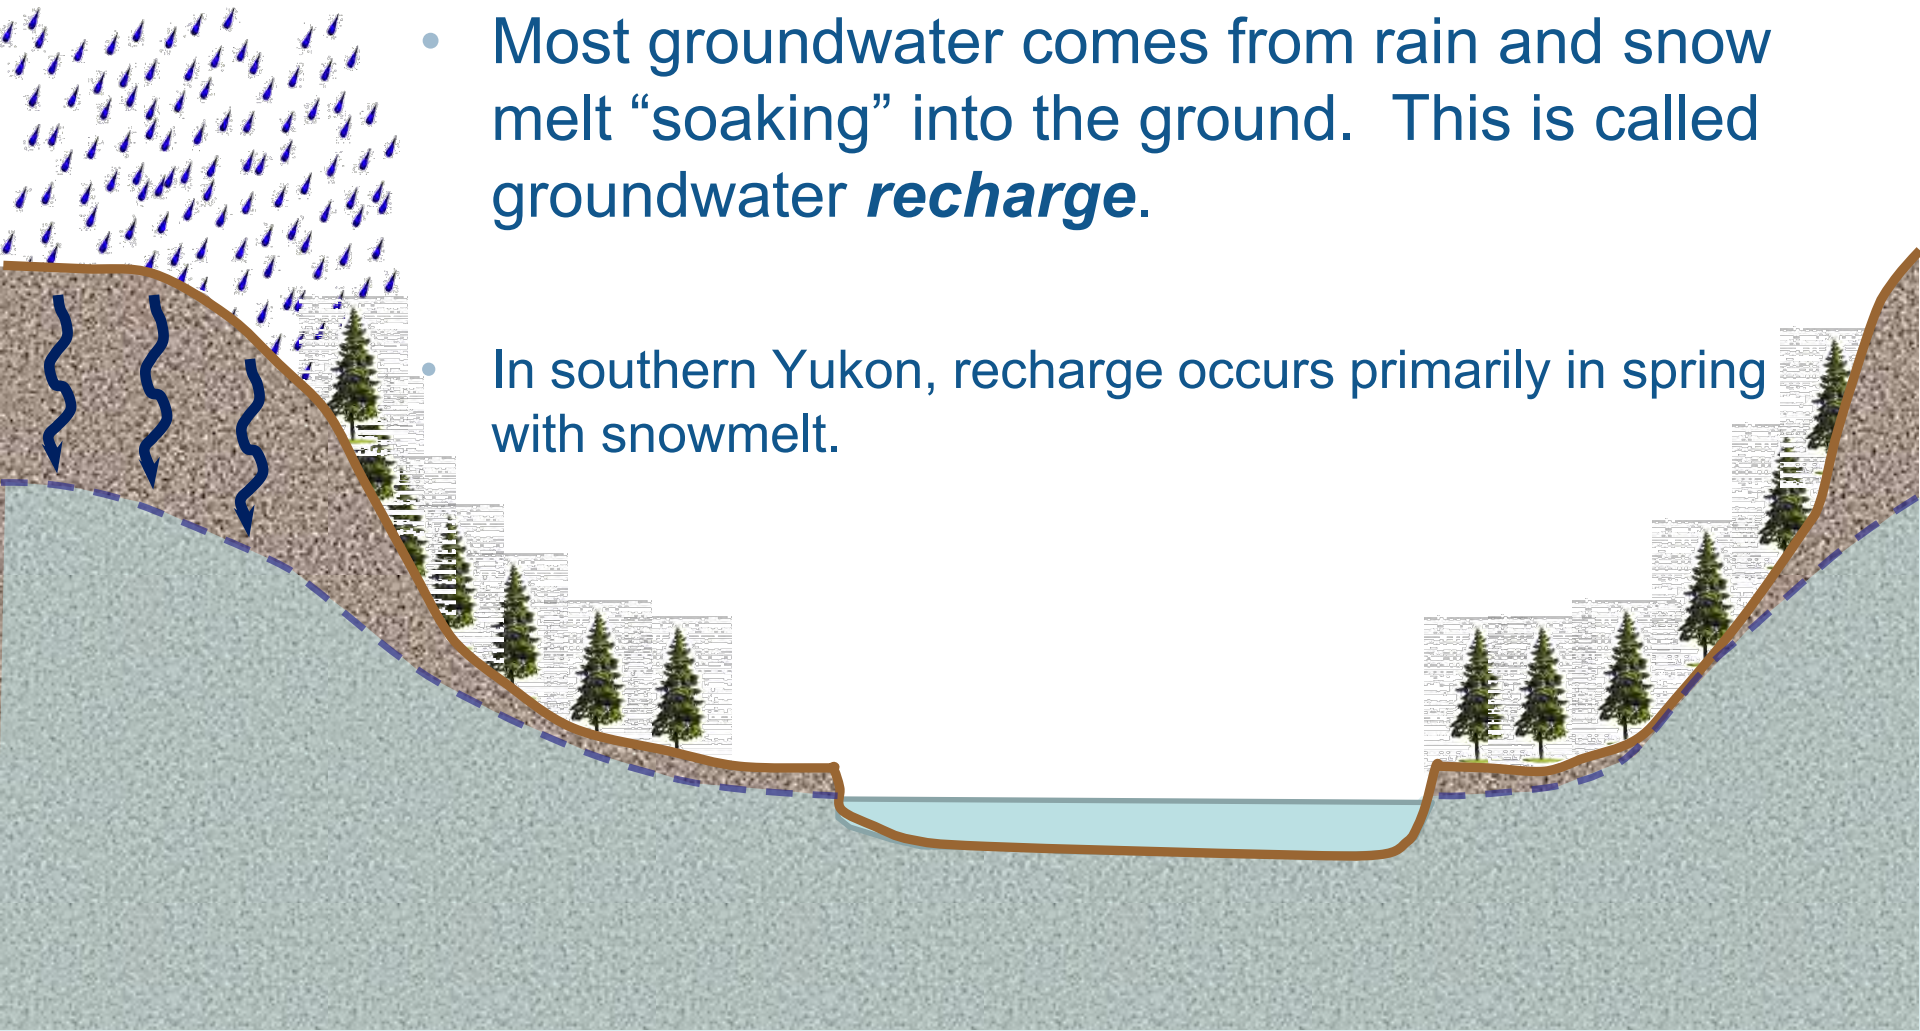 • Most groundwater comes from rain and snow
melt “soaking” into the ground.  This is called
groundwater recharge.
• In southern Yukon, recharge occurs primarily in spring
with snowmelt.